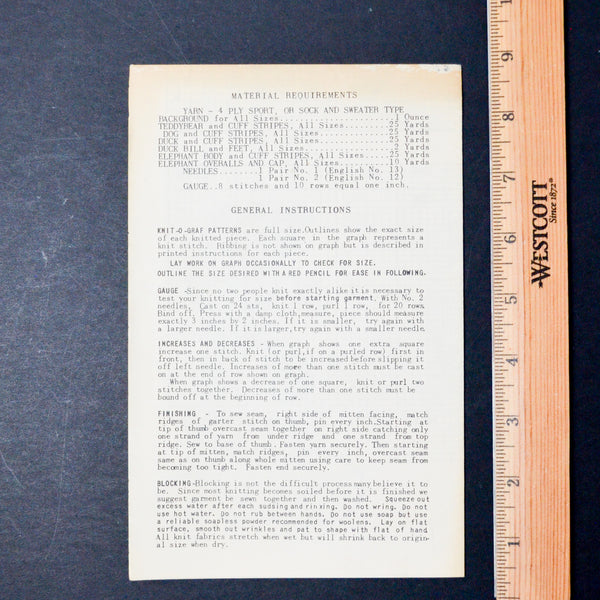 MATERIAL REQUIREMENTS
YARN - 4 PLY SPORT, OR SOCK AND SWEATER TYPE
BACKGROUND for All Sizes....................1 Ounce
TEDDYBEAR and CUFF STRIPES, All Sizes........25 Yards
DOG and CUFF STRIPES, All Sizes..............25 Yards
DUCK and CUFF STRIPES, All Sizes.............25 Yards
DUCK BILL and FEET, All Sizes.................2 Yards
ELEPHANT BODY and CUFF STRIPES, All Sizes....25 Yards
ELEPHANT OVERALLS AND CAP, All Sizes.........10 Yards
NEEDLES.......1 Pair No. 1 (English No. 13)
1 Pair No. 2 (English No. 12)
GAUGE..8 stitches and 10 rows equal one inch.
GENERAL INSTRUCTIONS
KNIT-O-GRAF PATTERNS are full size.Outlines show the exact size
of each knitted piece. Each square in the graph represents a
knit stitch. Ribbing is not shown on graph but is described in
printed instructions for each piece.
LAY WORK ON GRAPH OCCASIONALLY TO CHECK FOR SIZE.
OUTLINE THE SIZE DESIRED WITH A RED PENCIL FOR EASE IN FOLLOWING.
GAUGE -Since no two people knit exactly alike it is necessary to
test your knitting for size before starting garment. With No. 2
needles, Cast on 24 sts, knit 1 row, purl 1 row, for 20 rows.
Bind off. Press with a damp cloth,measure, piece should measure
exactly 3 inches by 2 inches. If it is smaller, try again with
a larger needle. If it is larger,try again with a smaller needle.
INCREASES AND DECREASES - When graph shows one extra square
increase one stitch. Knit (or purl,if on a purled row) first in
front, then in back of stitch to be increased before slipping it
off left needle. Increases of more than one stitch must be cast
on at the end of row shown on graph.
When graph shows a decrease of one square, knit or purl two
stitches together. Decreases of more than one stitch must be
bound off at the beginning of row.
FINISHING - To sew seam, right side of mitten facing, match
ridges of garter stitch on thumb, pin every inch.Starting at
tip of thumb overcast seam together on right side catching only
one strand of yarn from under ridge and one strand from top
ridge. Sew to base of thumb. Fasten yarn securely. Then starting
at tip of mitten, match ridges, pin every inch, overcast seam
same as on thumb along whole mitten using care to keep seam from
becoming too tight. Fasten end securely.
BLOCKING-Blocking is not the difficult process many believe it to
be. Since most knitting becomes soiled before it is finished we
suggest garment be sewn together and then washed. Squeeze out
excess water after each sudsing and rinsing. Do not wring. Do not
use hot water. Do not rub between hands. Do not use soap but use
a reliable soapless powder recommended for woolens. Lay on flat
surface, smooth out wrinkles and pat to shape with flat of hand
All knit fabrics stretch when wet but will shrink back to origin-
al size when dry.
9
8
7
6
5
4
3
2
1
WESTCOTT
Since 1872®